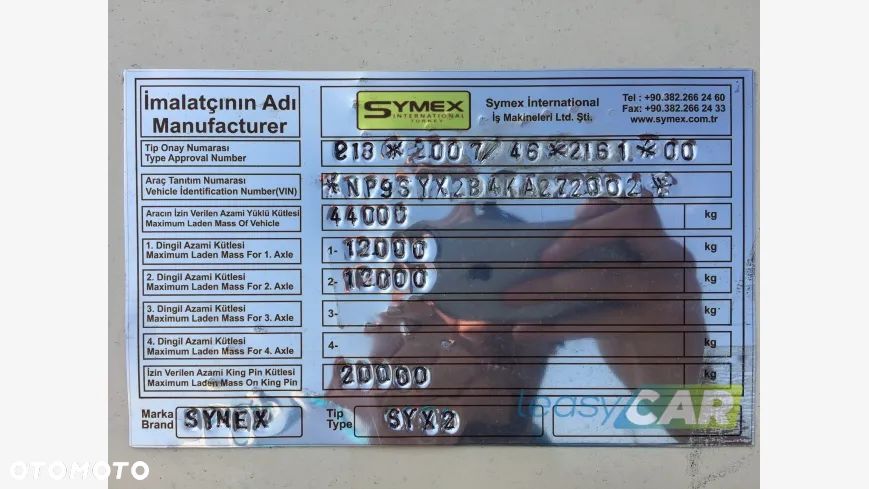 İmalatçının Adı
Manufacturer
SYMEX
INTERNATIONAL
TURKEY
Symex İnternational
İş Makineleri Ltd. Şti.
Tel : +90.382.266 24 60
Fax: +90.382.266 24 33
www.symex.com.tr
Tip Onay Numarası
Type Approval Number
e13*2007/46*2161*00
Araç Tanıtım Numarası
Vehicle Identification Number(VIN)
*NP9SYX2B4KA272002*
Aracın İzin Verilen Azami Yüklü Kütlesi
Maximum Laden Mass Of Vehicle
44000 kg
1. Dingil Azami Kütlesi
Maximum Laden Mass For 1. Axle
1- 12000 kg
2. Dingil Azami Kütlesi
Maximum Laden Mass For 2. Axle
2- 12000 kg
3. Dingil Azami Kütlesi
Maximum Laden Mass For 3. Axle
3- kg
4. Dingil Azami Kütlesi
Maximum Laden Mass For 4. Axle
4- kg
İzin Verilen Azami King Pin Kütlesi
Maximum Laden Mass On King Pin
20000 kg
Marka
Brand
SYMEX
Tip
Type
SYX2
LeasyCAR
OTOMOTO